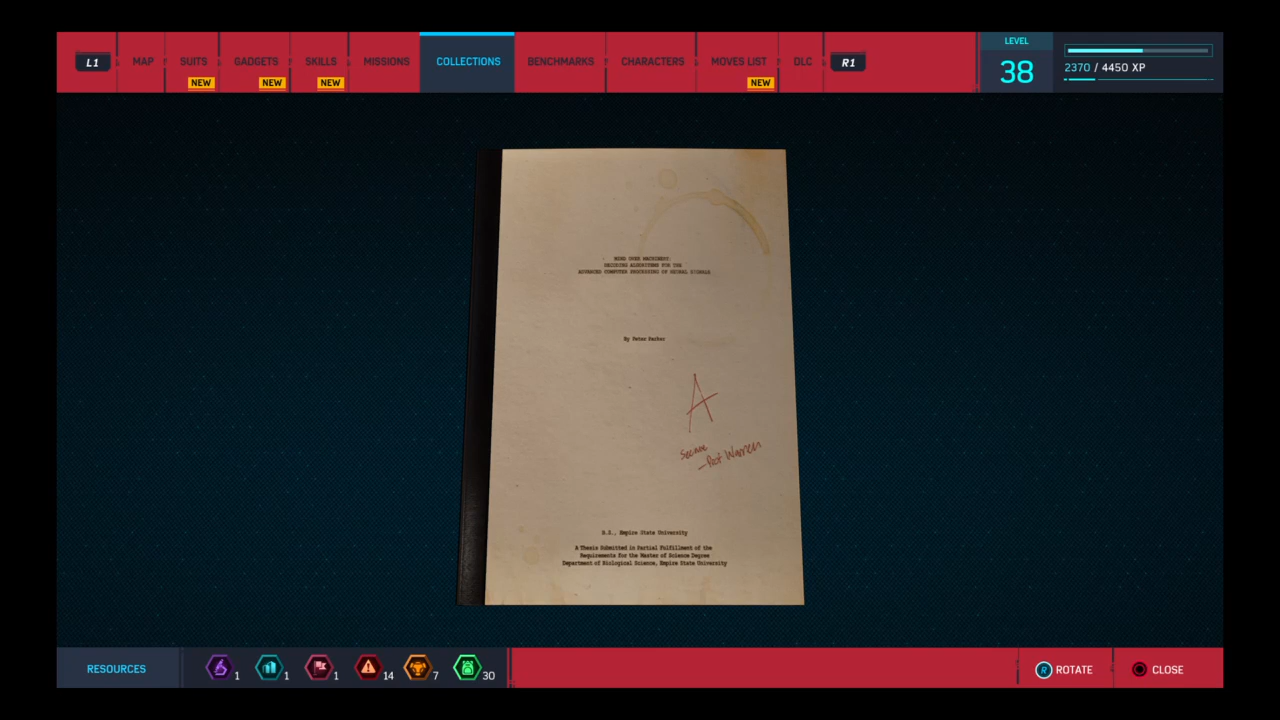 L1
MAP
SUITS
NEW
GADGETS
NEW
SKILLS
NEW
MISSIONS
COLLECTIONS
BENCHMARKS
CHARACTERS
MOVES LIST
NEW
DLC
R1
LEVEL
38
2370 / 4450 XP
MIND OVER MACHINERY:
DECODING ALGORITHMS FOR THE
ADVANCED COMPUTER PROCESSING OF NEURAL SIGNALS
By Peter Parker
A
See me
-Prof Warren
B.S., Empire State University
A Thesis Submitted in Partial Fulfillment of the
Requirements for the Master of Science Degree
Department of Biological Science, Empire State University
RESOURCES
1
1
1
14
7
30
R ROTATE
CLOSE